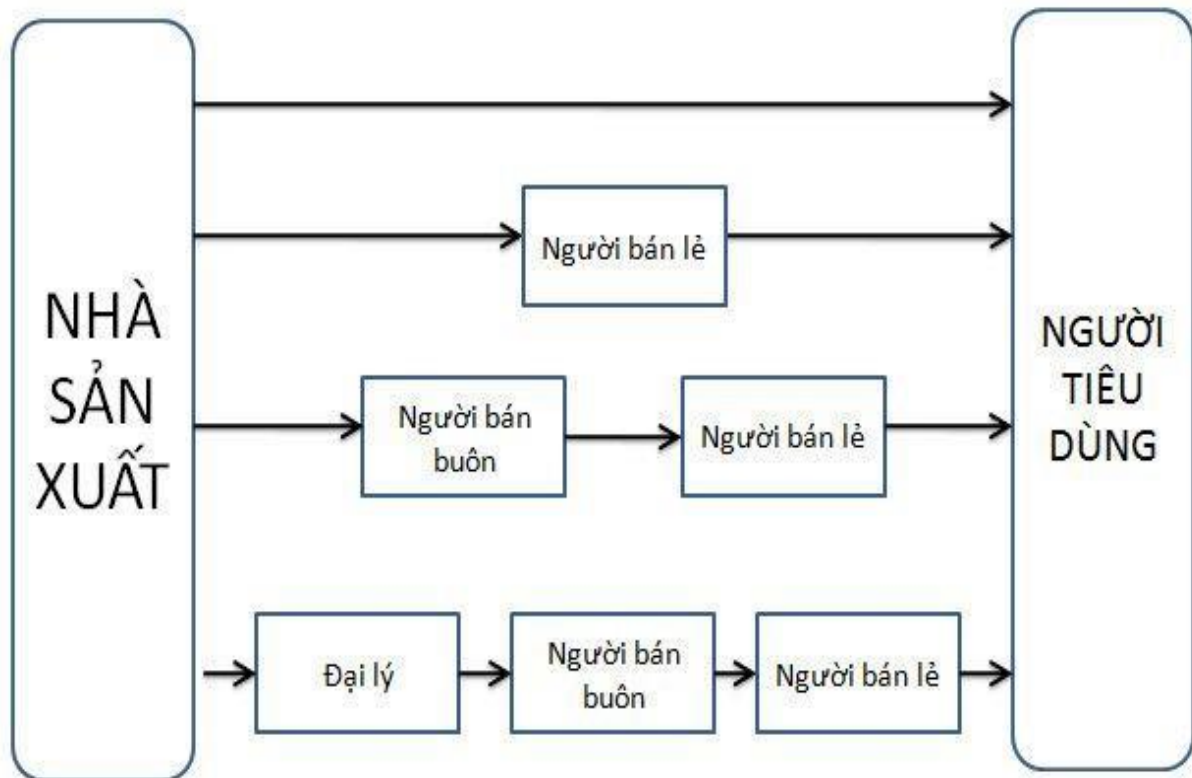 NHÀ
SẢN
XUẤT
Người bán lẻ
Người bán
buôn
Người bán lẻ
Đại lý
Người bán
buôn
Người bán lẻ
NGƯỜI
TIÊU
DÙNG